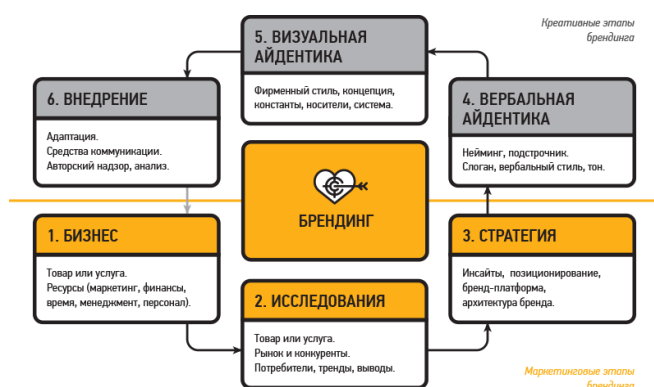 Креативные этапы
брендинга
5. ВИЗУАЛЬНАЯ
АЙДЕНТИКА
Фирменный стиль, концепция,
константы, носители, система.
6. ВНЕДРЕНИЕ
Адаптация.
Средства коммуникации.
Авторский надзор, анализ.
4. ВЕРБАЛЬНАЯ
АЙДЕНТИКА
Нейминг, подстрочник.
Слоган, вербальный стиль, тон.
БРЕНДИНГ
1. БИЗНЕС
Товар или услуга.
Ресурсы (маркетинг, финансы,
время, менеджмент, персонал).
2. ИССЛЕДОВАНИЯ
Товар или услуга.
Рынок и конкуренты.
Потребители, тренды, выводы.
3. СТРАТЕГИЯ
Инсайты, позиционирование,
бренд-платформа,
архитектура бренда.
Маркетинговые этапы
брендинга